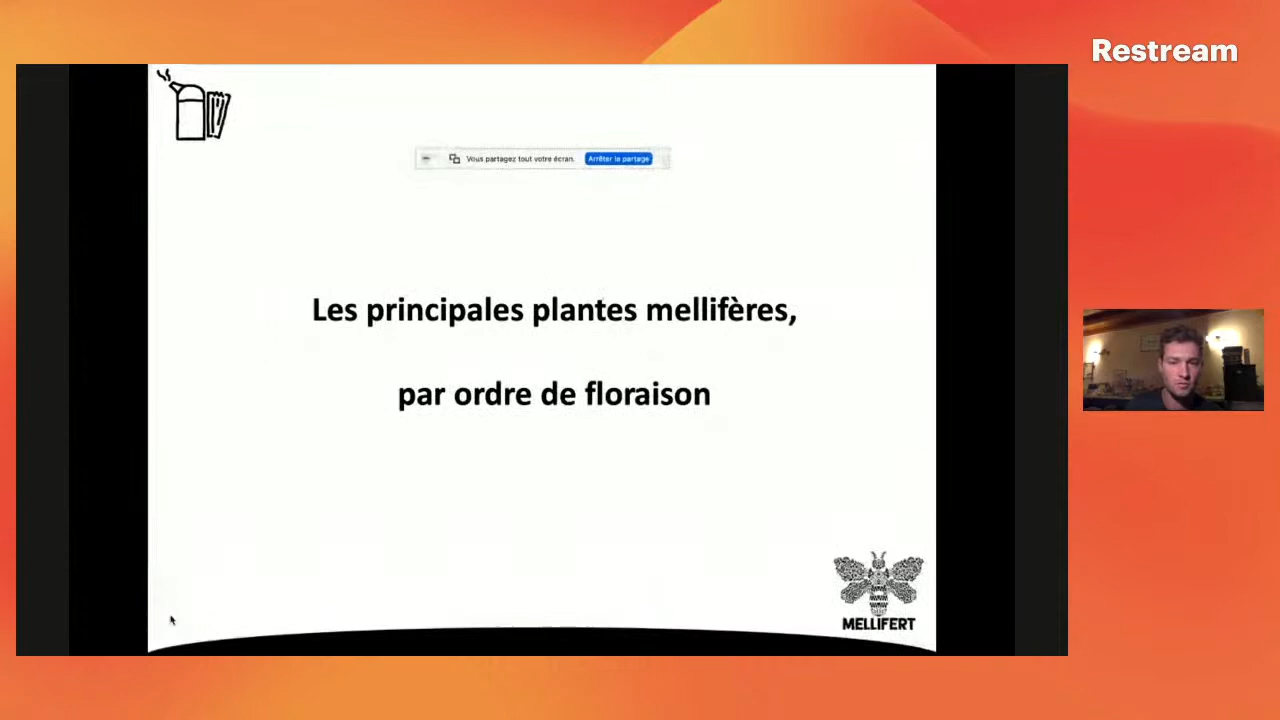 Restream
Vous partagez tout votre écran. Arrêter le partage
Les principales plantes mellifères,
par ordre de floraison
MELLIFERT